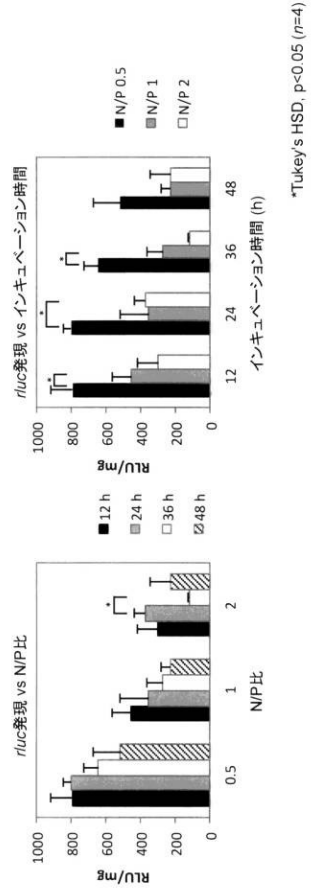 rluc発現 vs N/P比
RLU/mg
1000
800
600
400
200
0
0.5
1
2
N/P比
12 h
24 h
36 h
48 h
*
rluc発現 vs インキュベーション時間
RLU/mg
1000
800
600
400
200
0
12
24
36
48
インキュベーション時間 (h)
N/P 0.5
N/P 1
N/P 2
*
*
*
*Tukey's HSD, p<0.05 (n=4)